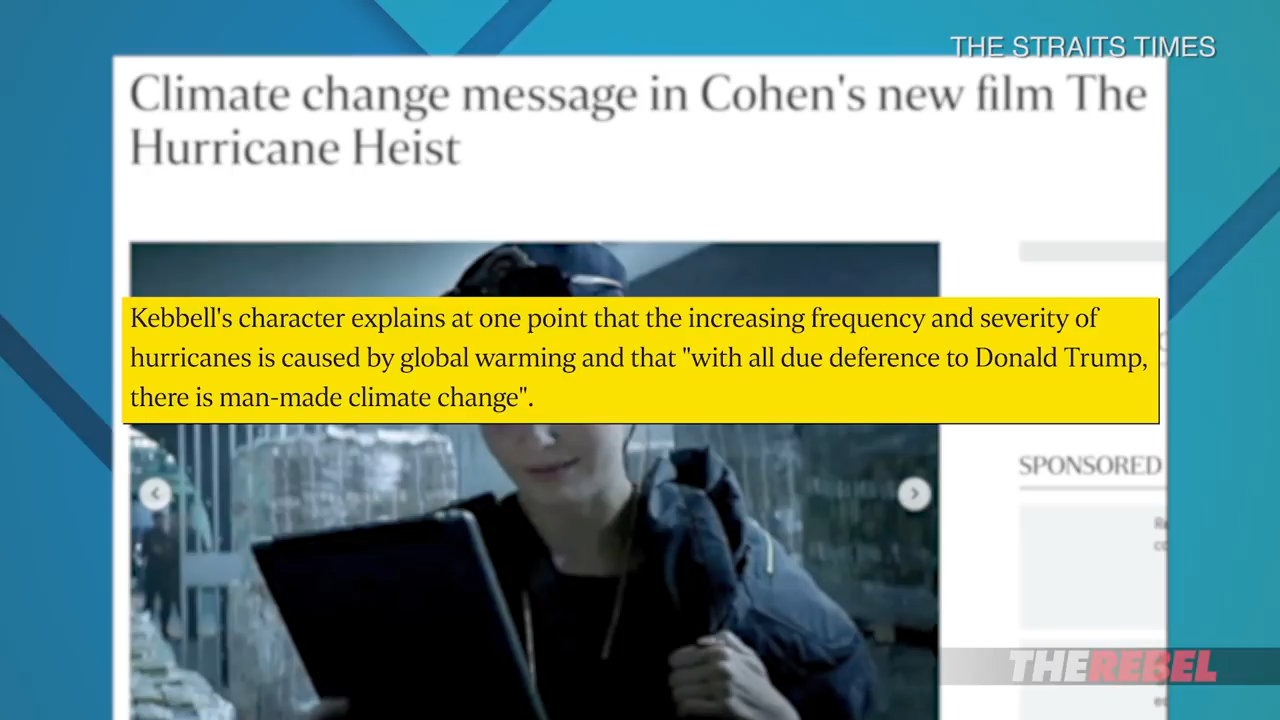 THE STRAITS TIMES
Climate change message in Cohen's new film The
Hurricane Heist
Kebbell's character explains at one point that the increasing frequency and severity of
hurricanes is caused by global warming and that "with all due deference to Donald Trump,
there is man-made climate change".
SPONSORED
THE REBEL